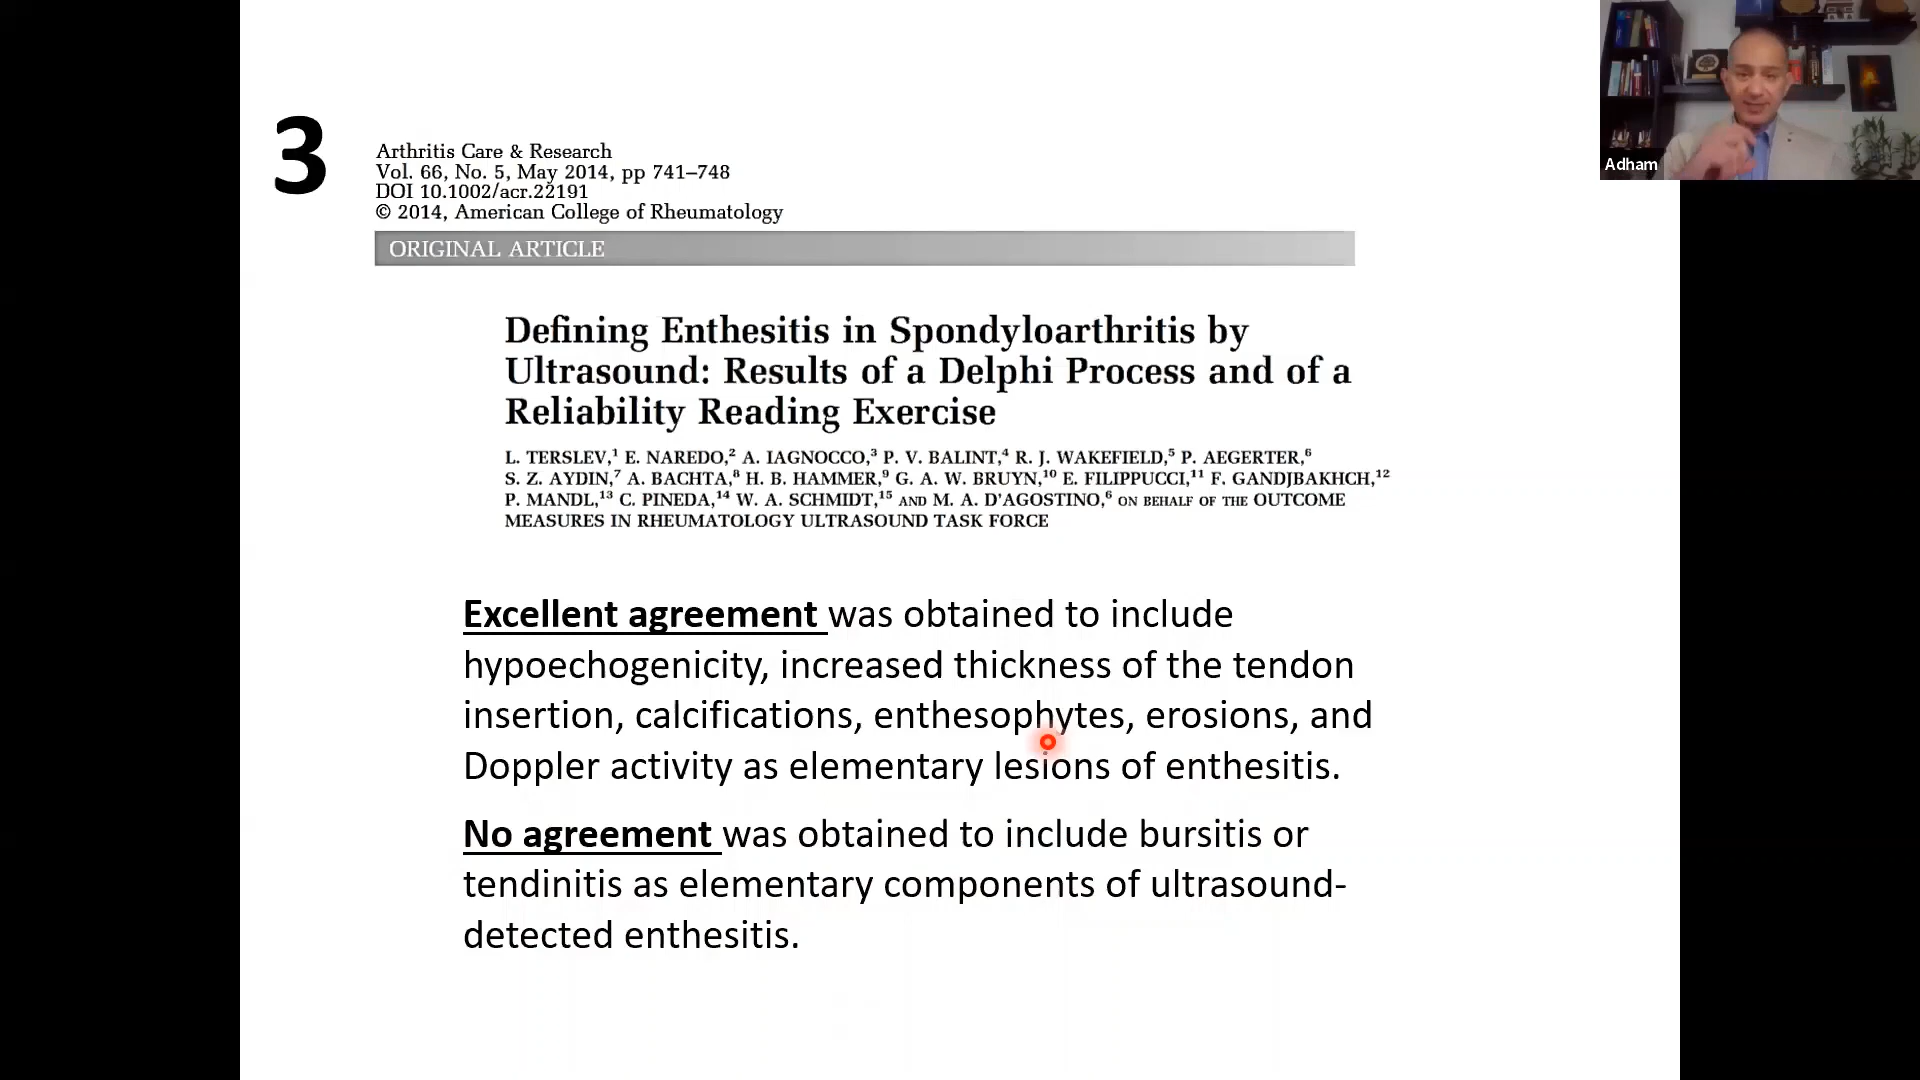 3
Arthritis Care & Research
Vol. 66, No. 5, May 2014, pp 741–748
DOI 10.1002/acr.22191
© 2014, American College of Rheumatology
ORIGINAL ARTICLE
Defining Enthesitis in Spondyloarthritis by
Ultrasound: Results of a Delphi Process and of a
Reliability Reading Exercise
L. TERSLEV,¹ E. NAREDO,² A. IAGNOCCO,³ P. V. BALINT,⁴ R. J. WAKEFIELD,⁵ P. AEGERTER,⁶
S. Z. AYDIN,⁷ A. BACHTA,⁸ H. B. HAMMER,⁹ G. A. W. BRUYN,¹⁰ E. FILIPPUCCI,¹¹ F. GANDJBAKHCH,¹²
P. MANDL,¹³ C. PINEDA,¹⁴ W. A. SCHMIDT,¹⁵ AND M. A. D'AGOSTINO,⁶ ON BEHALF OF THE OUTCOME
MEASURES IN RHEUMATOLOGY ULTRASOUND TASK FORCE
Excellent agreement was obtained to include
hypoechogenicity, increased thickness of the tendon
insertion, calcifications, enthesophytes, erosions, and
Doppler activity as elementary lesions of enthesitis.
No agreement was obtained to include bursitis or
tendinitis as elementary components of ultrasound-
detected enthesitis.
Adham